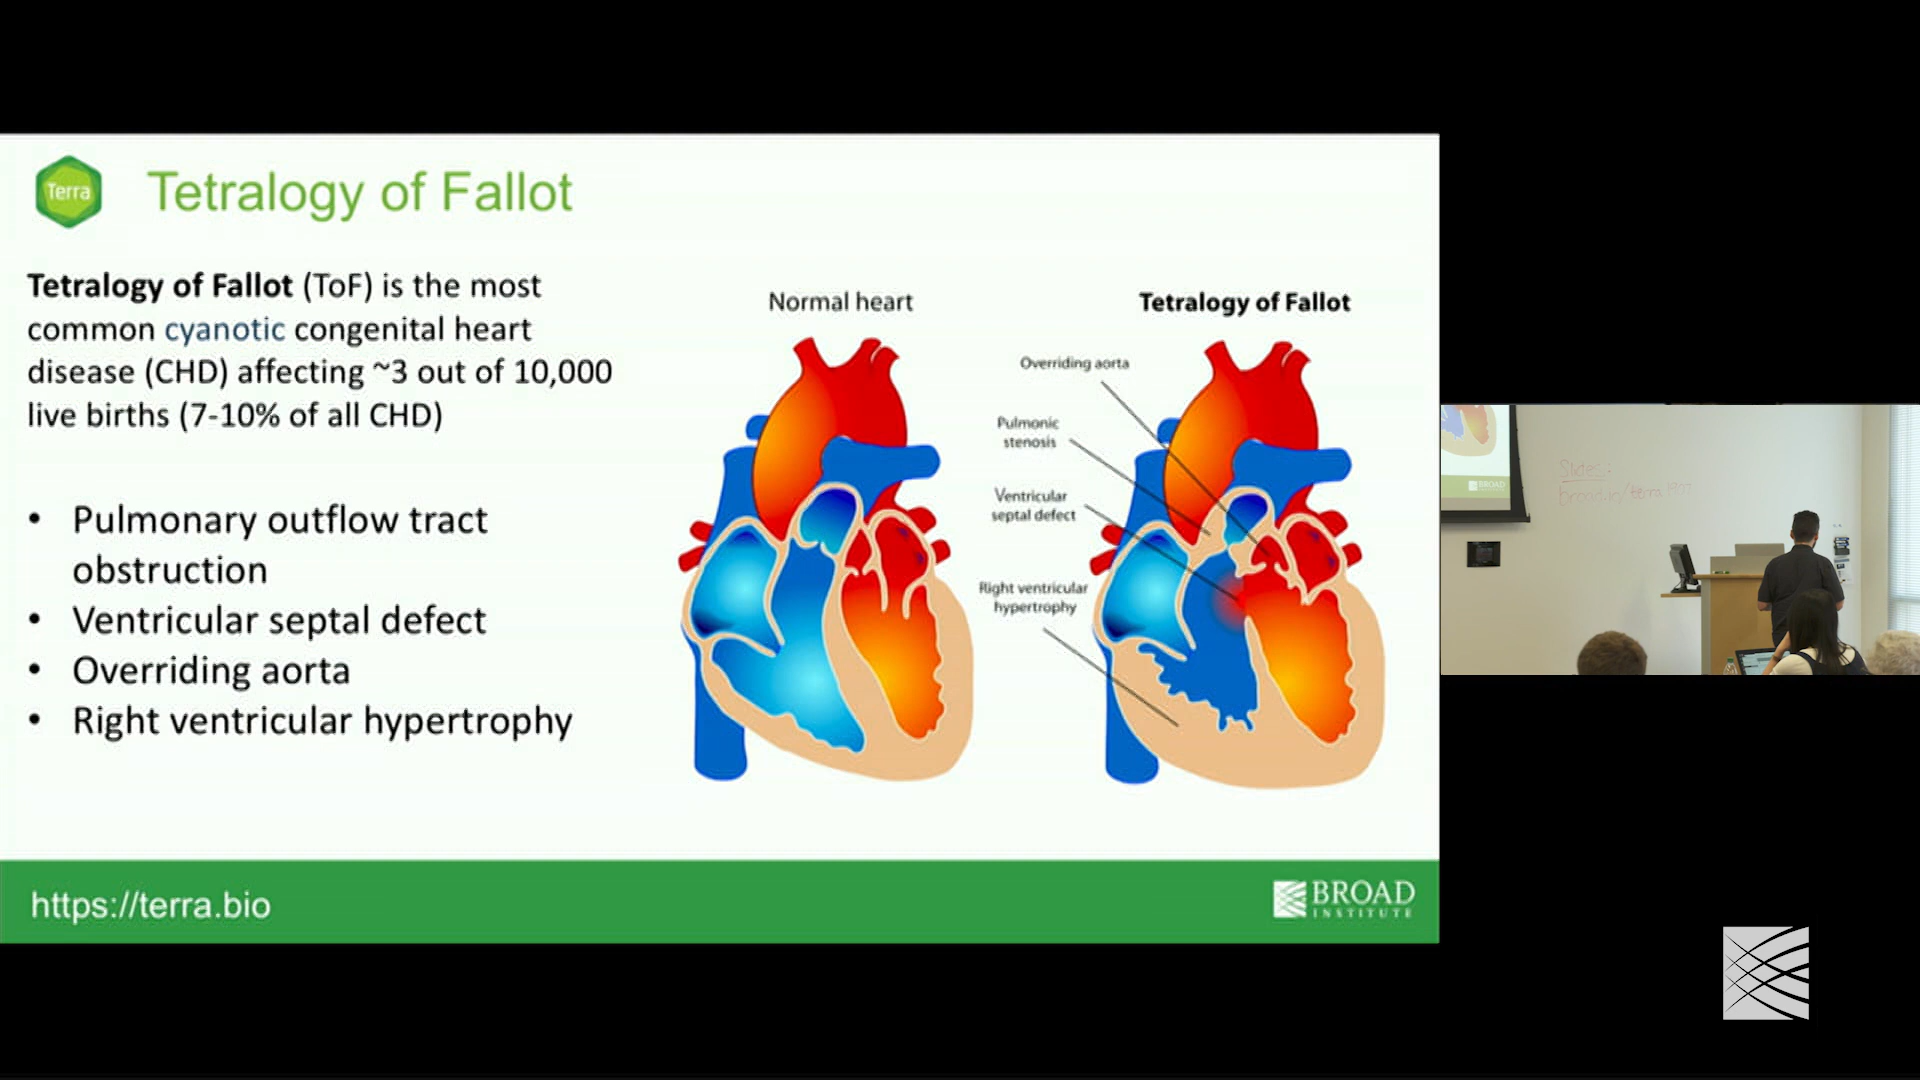 Terra
Tetralogy of Fallot
Tetralogy of Fallot (ToF) is the most
common cyanotic congenital heart
disease (CHD) affecting ~3 out of 10,000
live births (7-10% of all CHD)
• Pulmonary outflow tract
obstruction
• Ventricular septal defect
• Overriding aorta
• Right ventricular hypertrophy
Normal heart
Tetralogy of Fallot
Overriding aorta
Pulmonic
stenosis
Ventricular
septal defect
Right ventricular
hypertrophy
https://terra.bio
BROAD
INSTITUTE
Slides:
BROAD